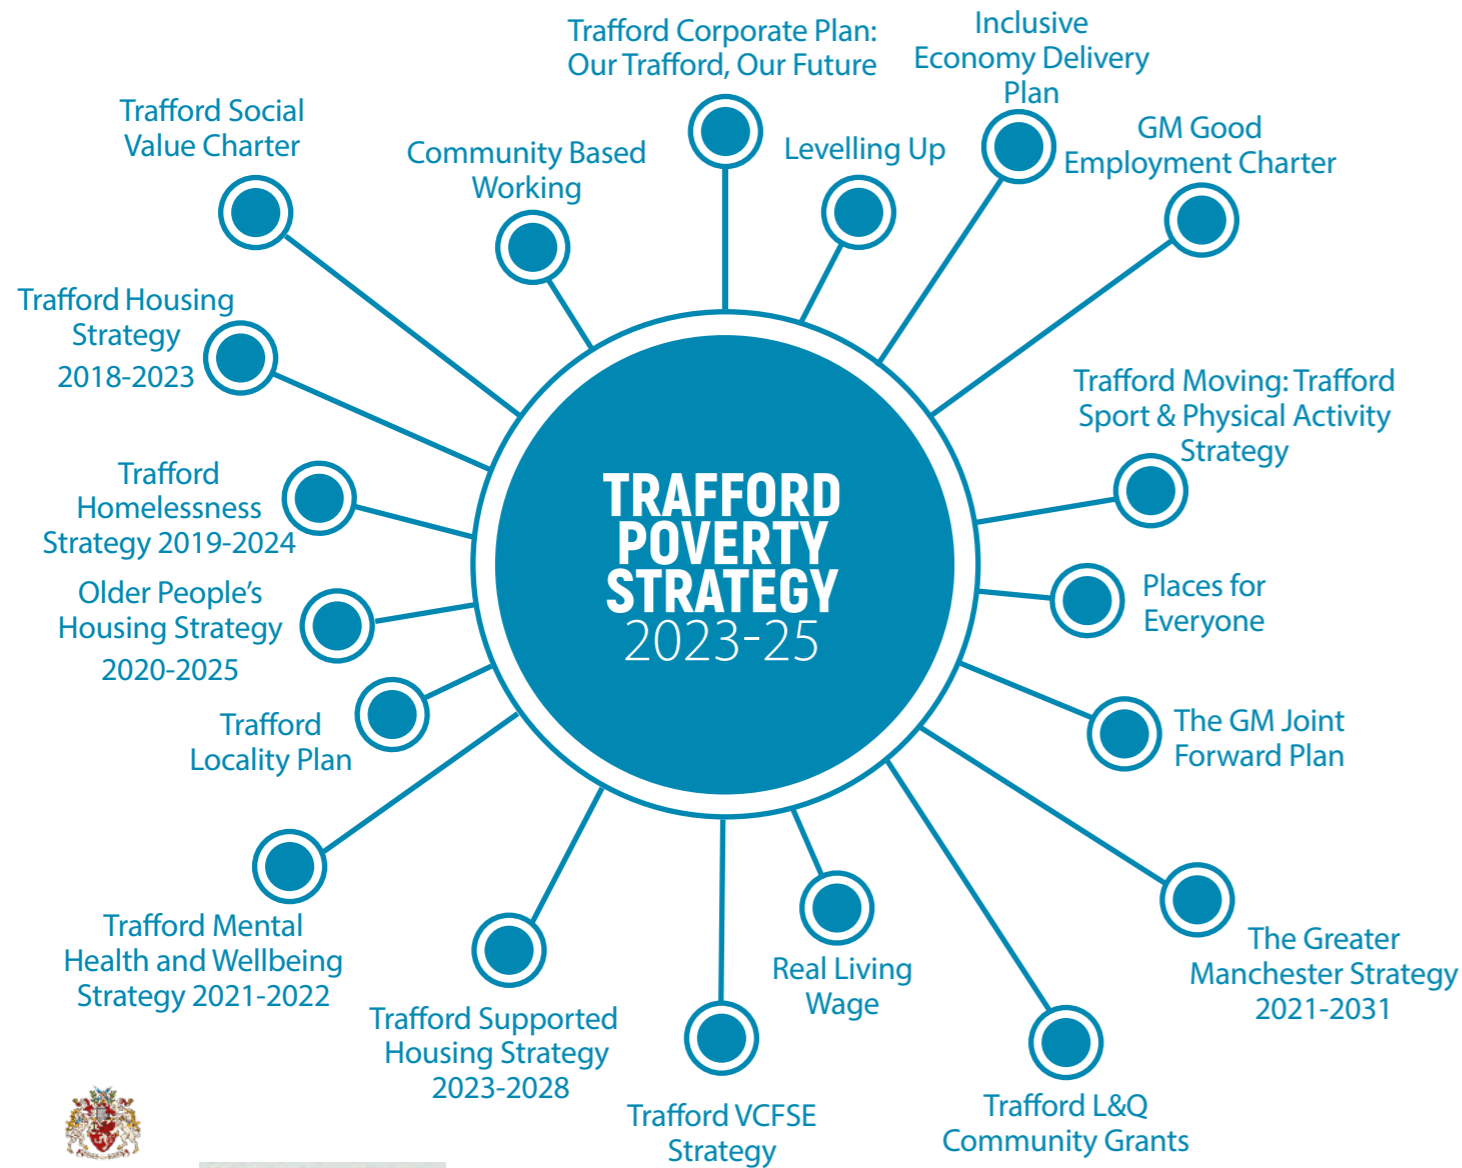 Trafford Corporate Plan:
Our Trafford, Our Future
Inclusive
Economy Delivery
Plan
Trafford Social
Value Charter
Community Based
Working
Levelling Up
GM Good
Employment Charter
Trafford Housing
Strategy
2018-2023
Trafford Moving: Trafford
Sport & Physical Activity
Strategy
Trafford
Homelessness
Strategy 2019-2024
TRAFFORD
POVERTY
STRATEGY
2023-25
Older People’s
Housing Strategy
2020-2025
Places for
Everyone
Trafford
Locality Plan
The GM Joint
Forward Plan
Trafford Mental
Health and Wellbeing
Strategy 2021-2022
The Greater
Manchester Strategy
2021-2031
Real Living
Wage
Trafford Supported
Housing Strategy
2023-2028
Trafford VCFSE
Strategy
Trafford L&Q
Community Grants